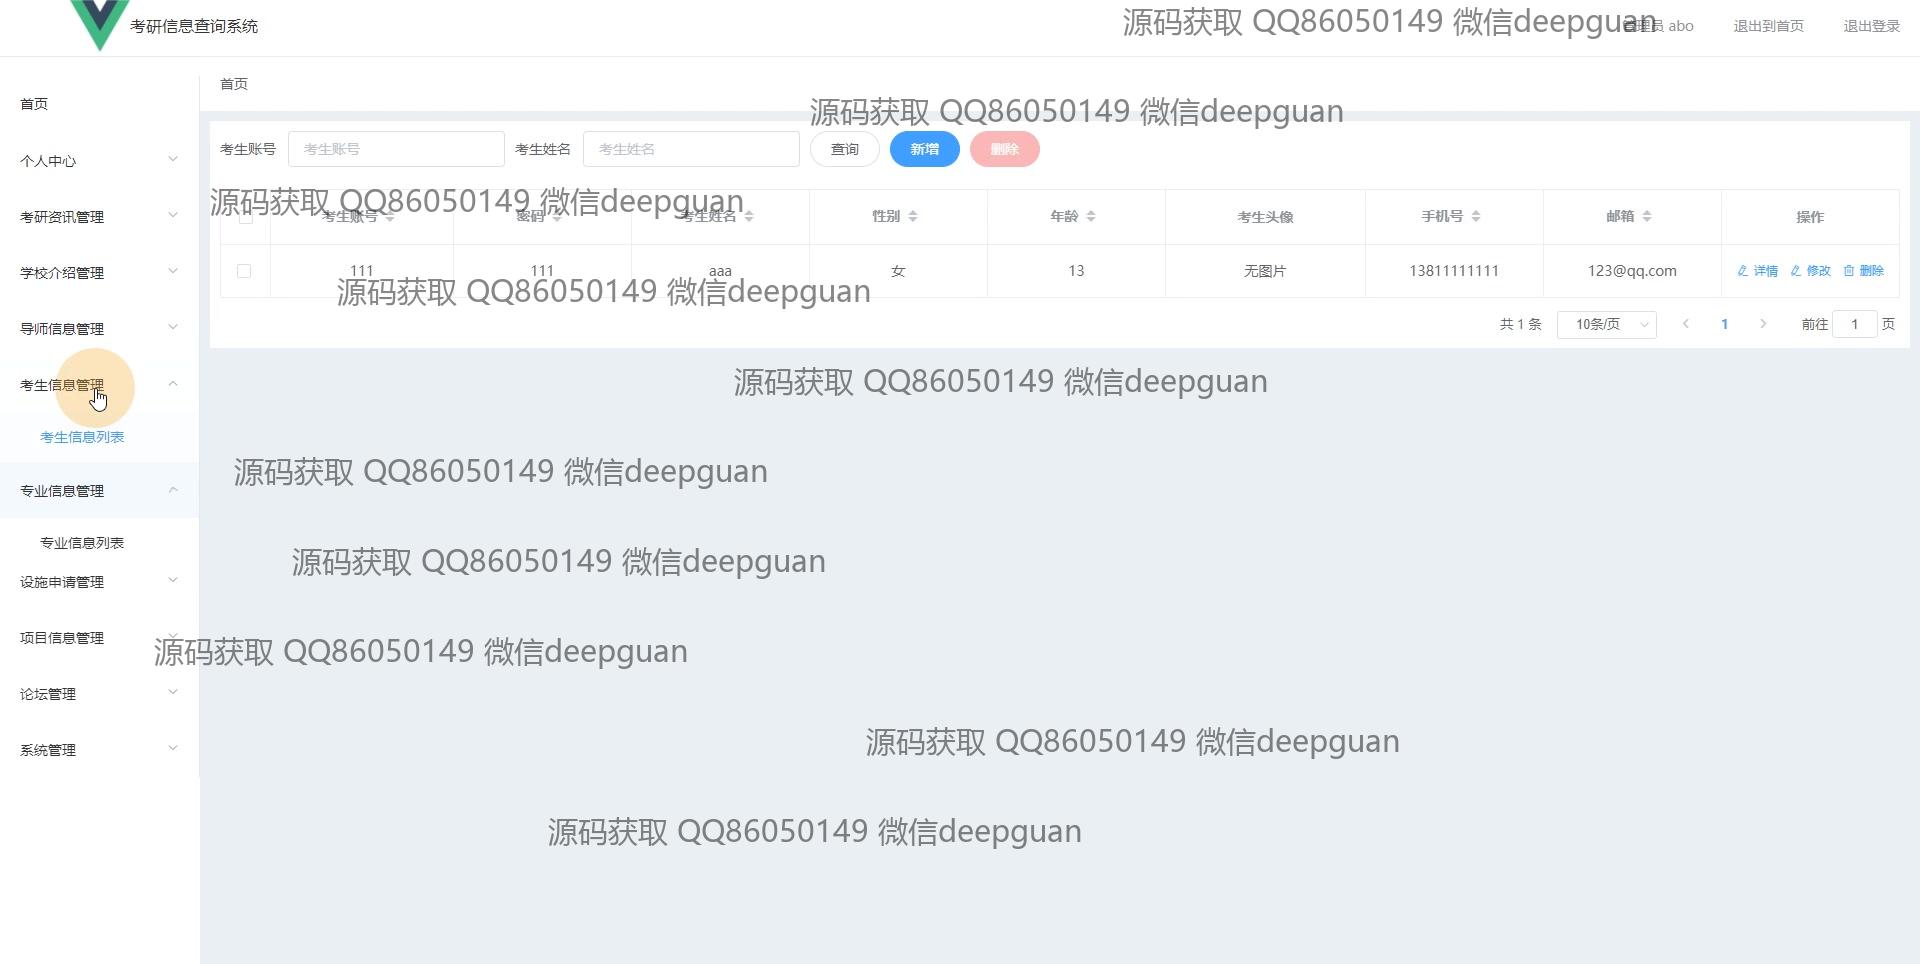 考研信息查询系统
源码获取 QQ86050149 微信deepguan
管理员 abo
退出到首页
退出登录
首页
个人中心
考研资讯管理
学校介绍管理
导师信息管理
考生信息管理
考生信息列表
专业信息管理
专业信息列表
设施申请管理
项目信息管理
论坛管理
系统管理
首页
源码获取 QQ86050149 微信deepguan
考生账号 考生账号 考生姓名 考生姓名 查询 新增 删除
源码获取 QQ86050149 微信deepguan
考生账号 密码 考生姓名 性别 年龄 考生头像 手机号 邮箱 操作
111 111 aaa 女 13 无图片 13811111111 123@qq.com 详情 修改 删除
源码获取 QQ86050149 微信deepguan
共 1 条 10条/页 1 前往 1 页
源码获取 QQ86050149 微信deepguan
源码获取 QQ86050149 微信deepguan
源码获取 QQ86050149 微信deepguan
源码获取 QQ86050149 微信deepguan
源码获取 QQ86050149 微信deepguan
源码获取 QQ86050149 微信deepguan